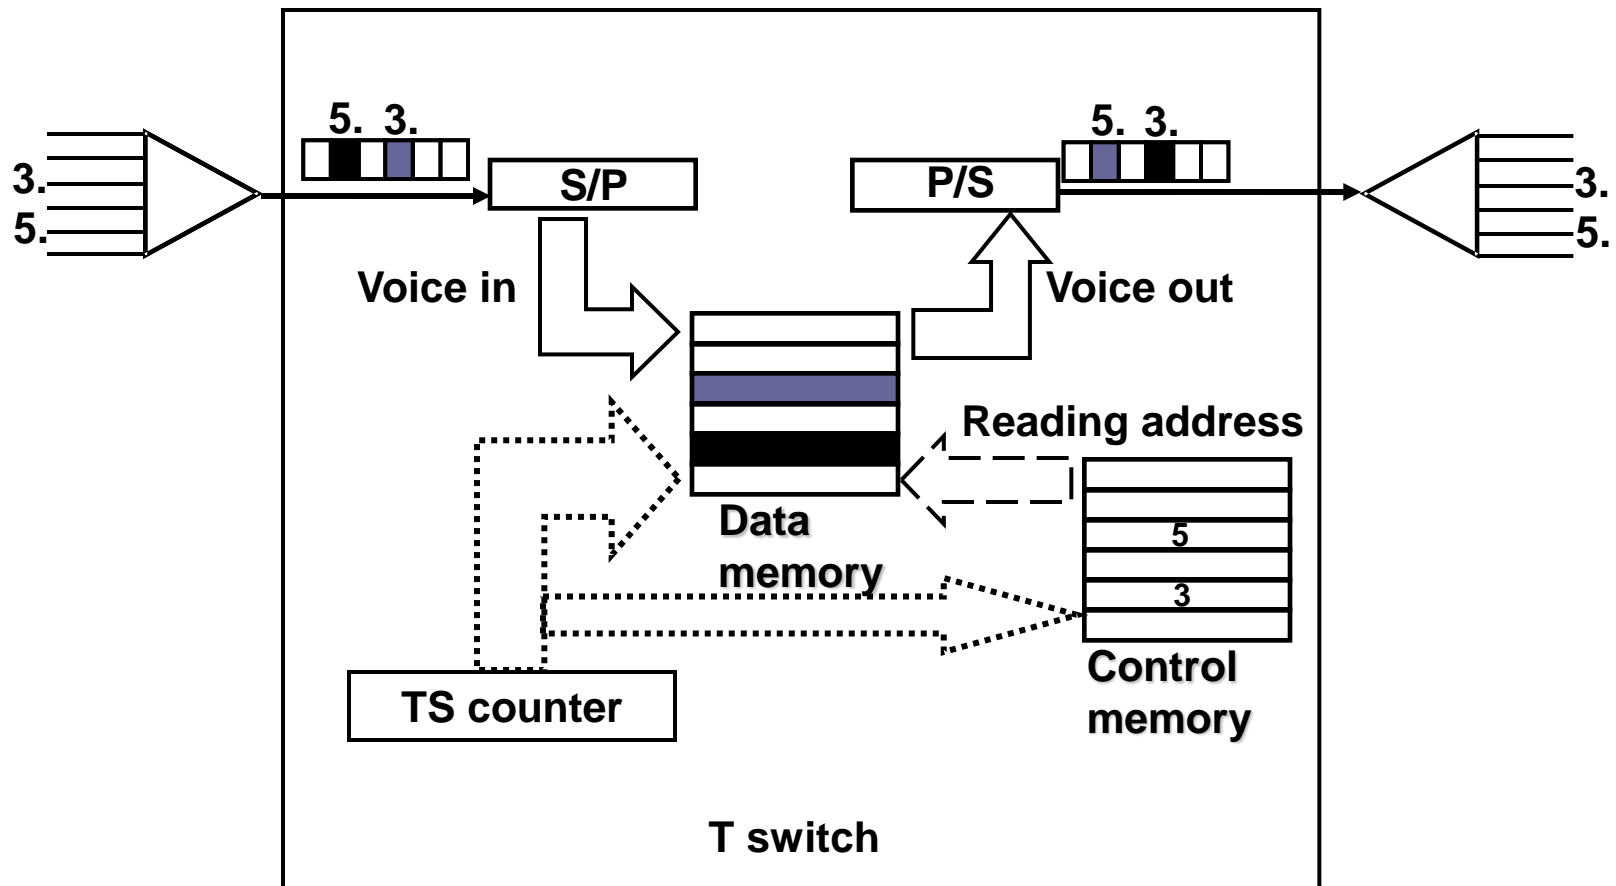 5. 3.
5. 3.
3.
S/P
P/S
3.
5.
5.
Voice in
Voice out
Reading address
Data
memory
5
3
Control
memory
TS counter
T switch